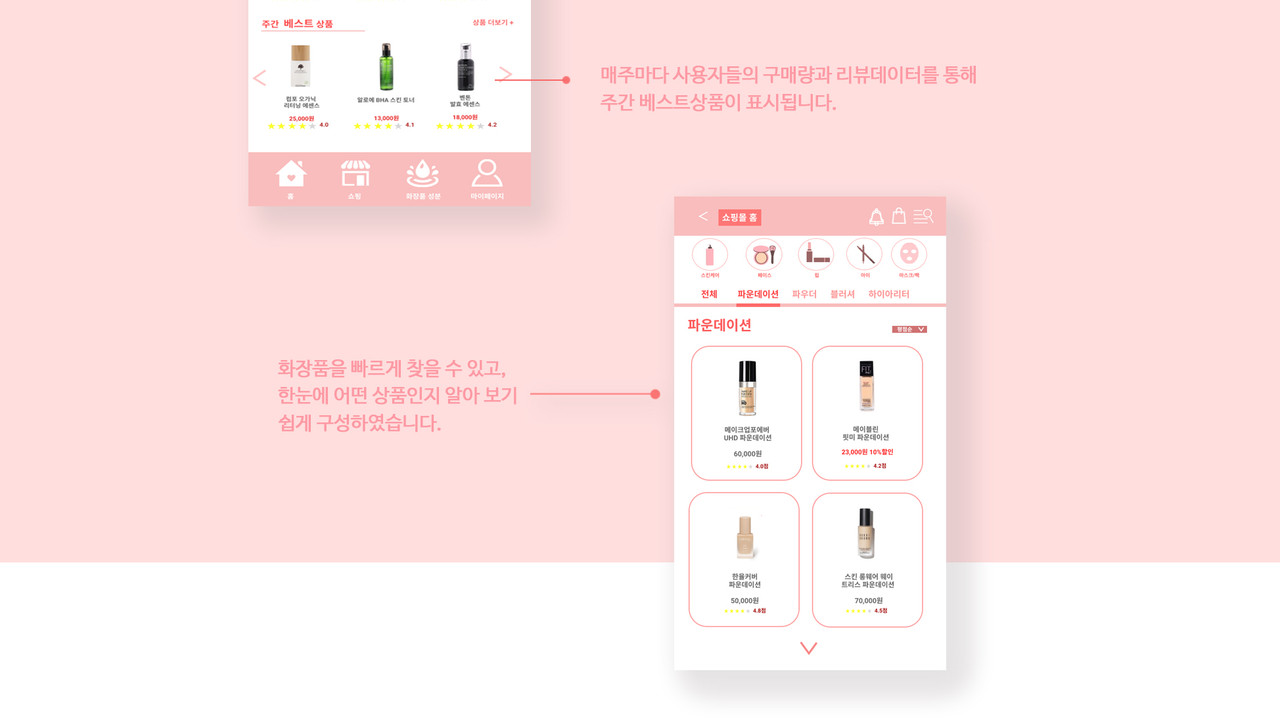 주간 베스트 상품
상품 더보기 +
컴포 오가닉
리터닝 에센스
25,000원
4.0
알로에 BHA 스킨 토너
13,000원
4.1
벤튼
발효 에센스
18,000원
4.2
홈
쇼핑
화장품 성분
마이페이지
매주마다 사용자들의 구매량과 리뷰데이터를 통해
주간 베스트상품이 표시됩니다.
< 쇼핑몰 홈
스킨케어
베이스
립
아이
마스크/팩
전체 파운데이션 파우더 블러셔 하이라이터
파운데이션
평점순
화장품을 빠르게 찾을 수 있고,
한눈에 어떤 상품인지 알아 보기
쉽게 구성하였습니다.
메이크업포에버
UHD 파운데이션
60,000원
4.0점
FIT
메이블린
핏미 파운데이션
23,000원 10%할인
4.2점
한율커버
파운데이션
50,000원
4.8점
스킨 롱웨어 웨이
트리스 파운데이션
70,000원
4.5점